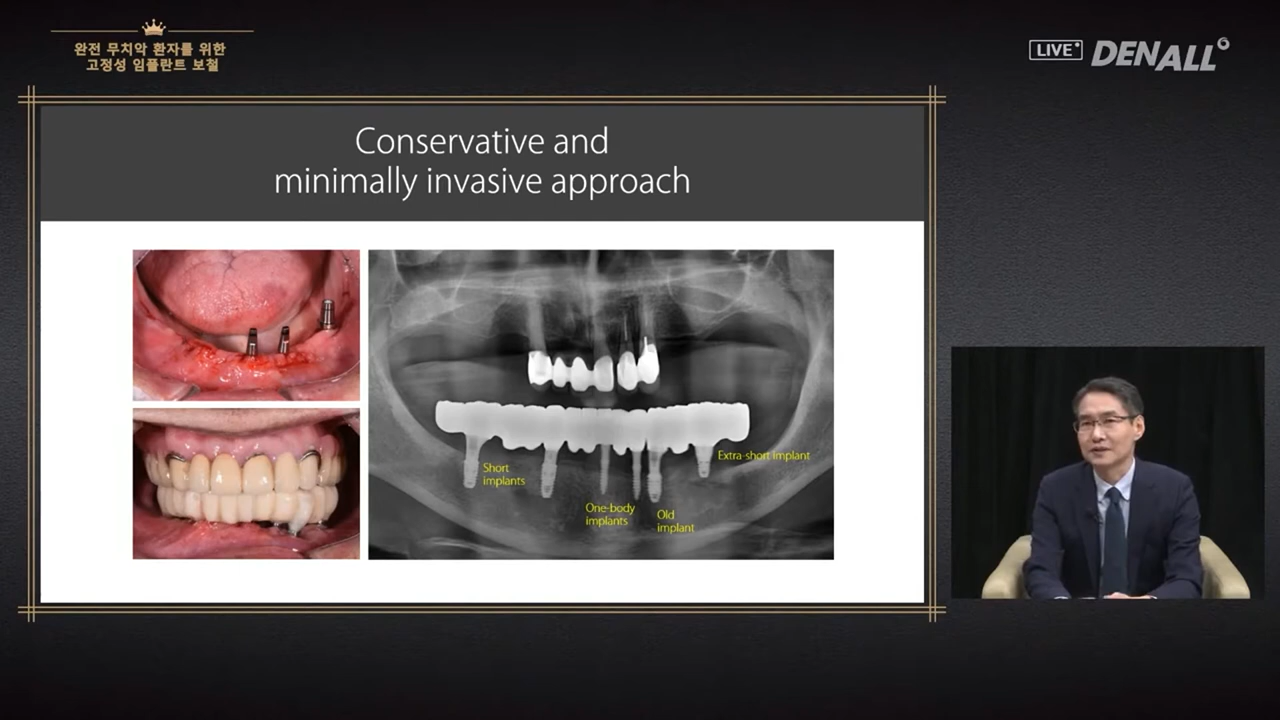 완전 무치악 환자를 위한
고정성 임플란트 보철
LIVE
DENALL
Conservative and
minimally invasive approach
Short
implants
One-body
implants
Old
implant
Extra-short implant